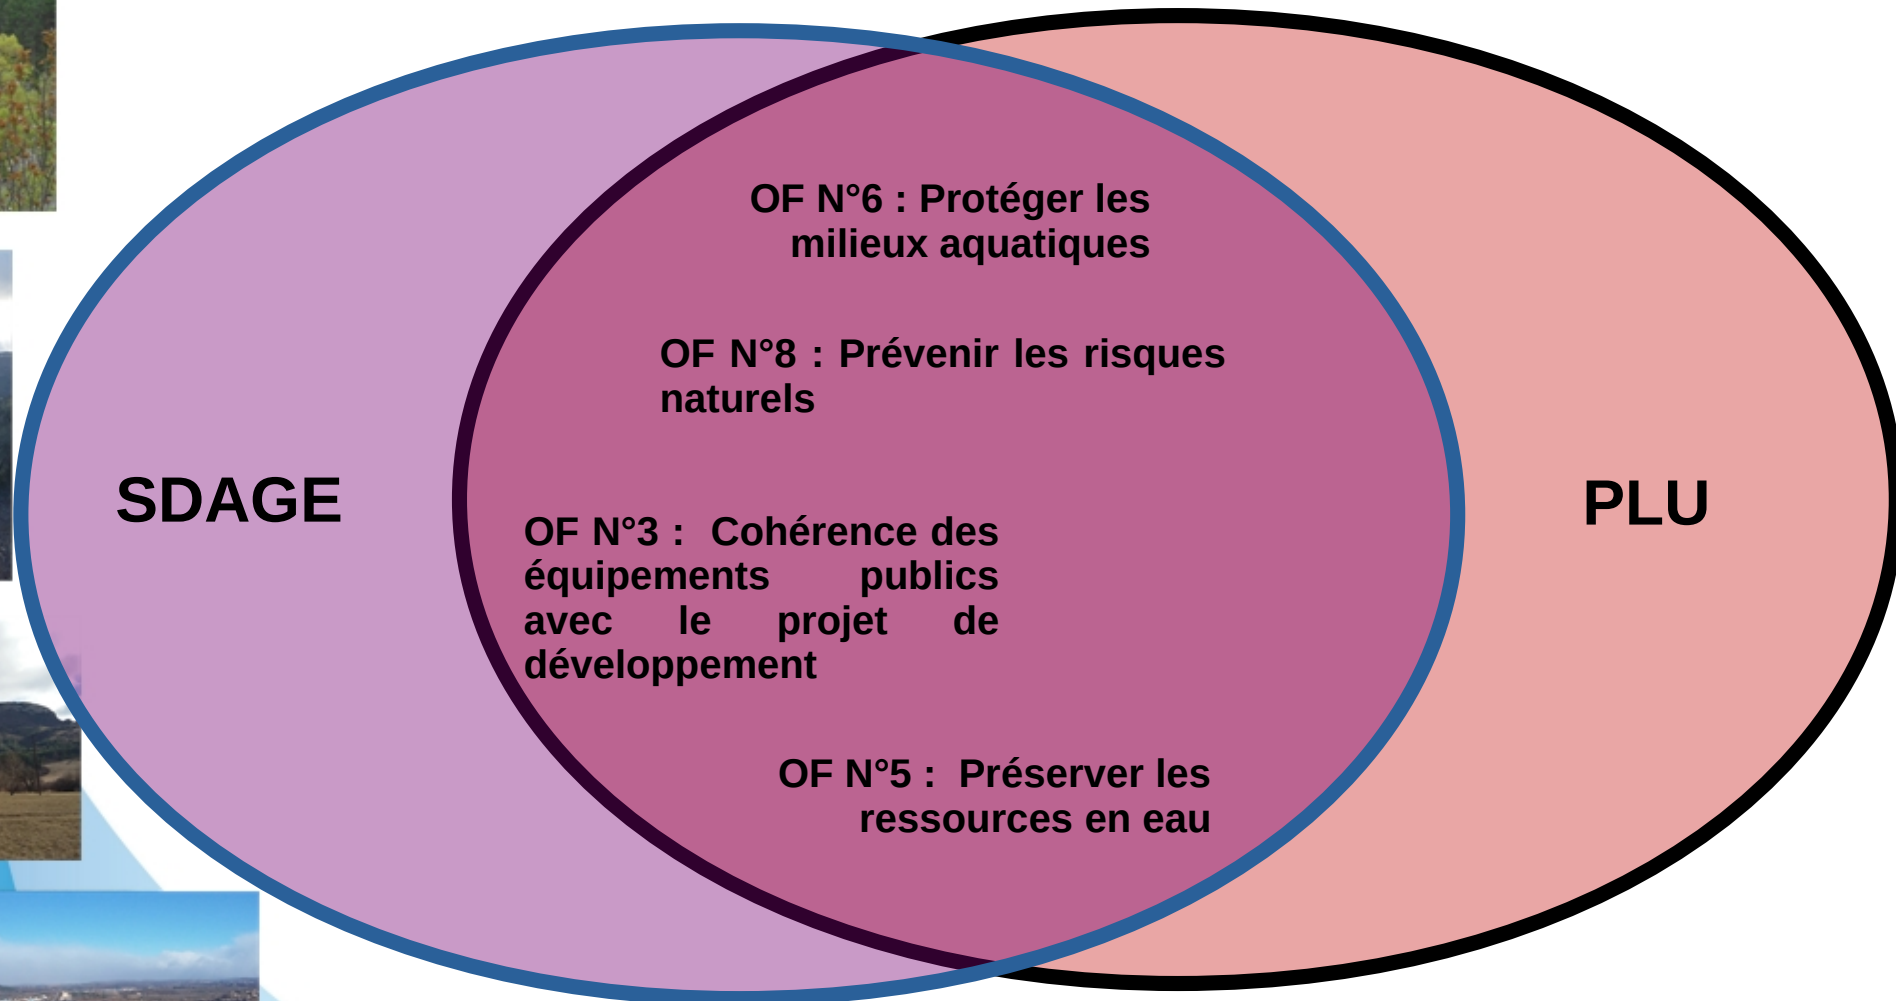 OF N°6 : Protéger les
milieux aquatiques
OF N°8 : Prévenir les risques
naturels
SDAGE
PLU
OF N°3 : Cohérence des
équipements publics
avec le projet de
développement
OF N°5 : Préserver les
ressources en eau